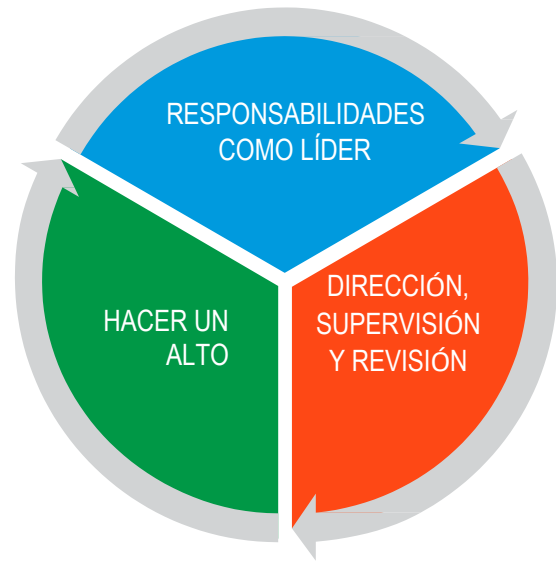 RESPONSABILIDADES
COMO LÍDER
DIRECCIÓN,
SUPERVISIÓN
Y REVISIÓN
HACER UN
ALTO